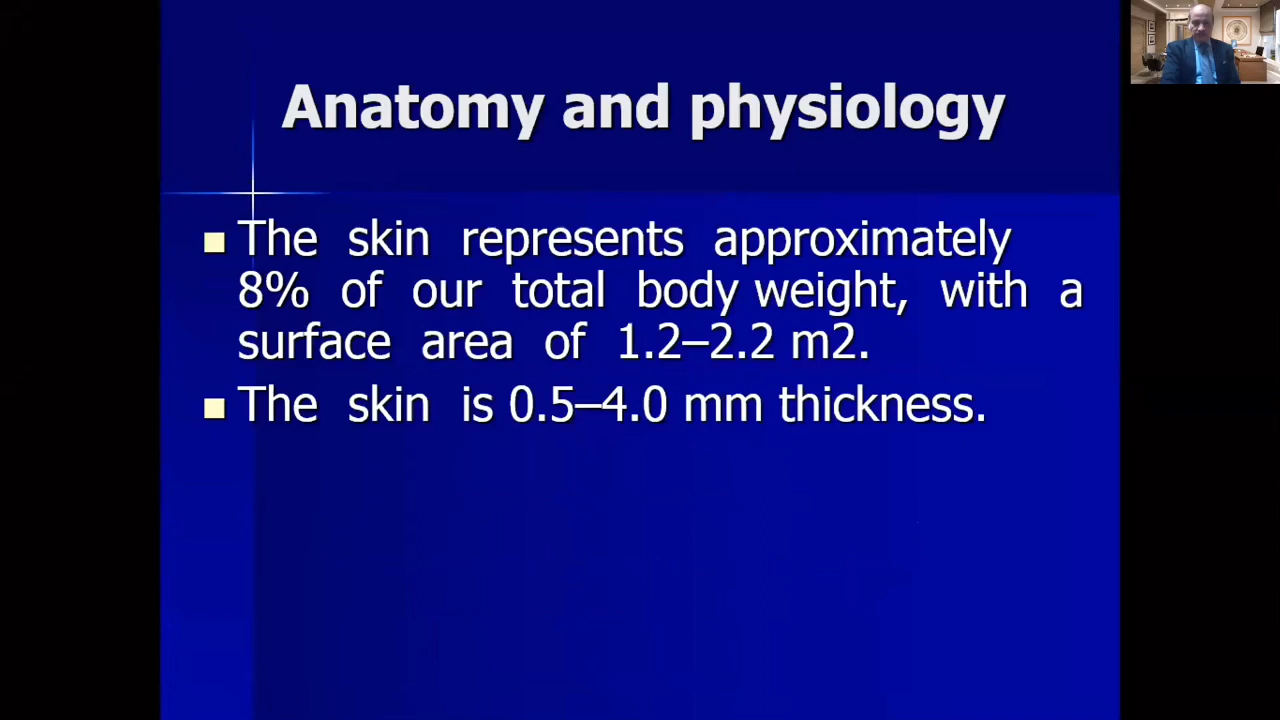 Anatomy and physiology
The skin represents approximately
8% of our total body weight, with a
surface area of 1.2–2.2 m2.
The skin is 0.5–4.0 mm thickness.